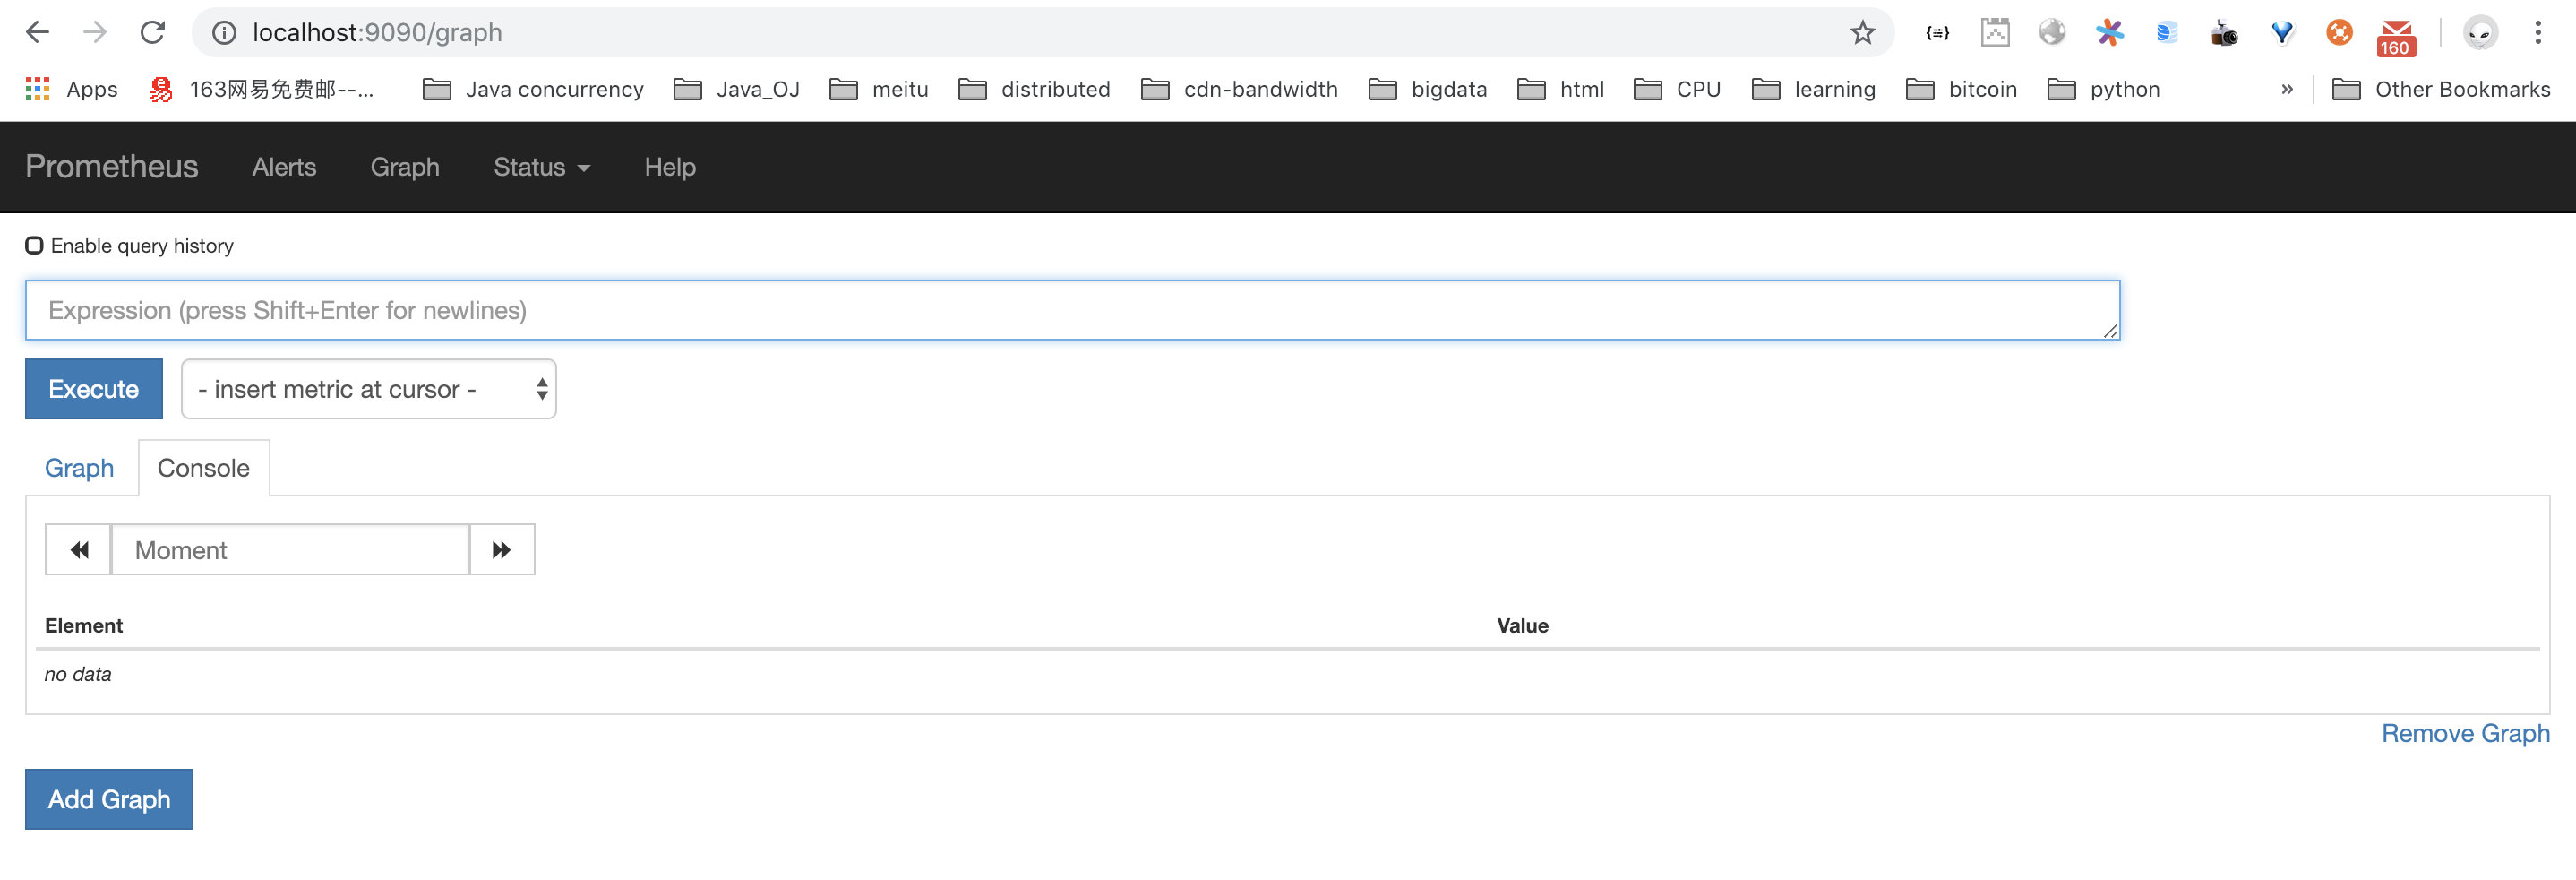 localhost:9090/graph
160
Apps 163网易免费邮--... Java concurrency Java_OJ meitu distributed cdn-bandwidth bigdata html CPU learning bitcoin python » Other Bookmarks
Prometheus Alerts Graph Status Help
Enable query history
Expression (press Shift+Enter for newlines)
Execute - insert metric at cursor -
Graph Console
Moment
Element Value
no data
Remove Graph
Add Graph